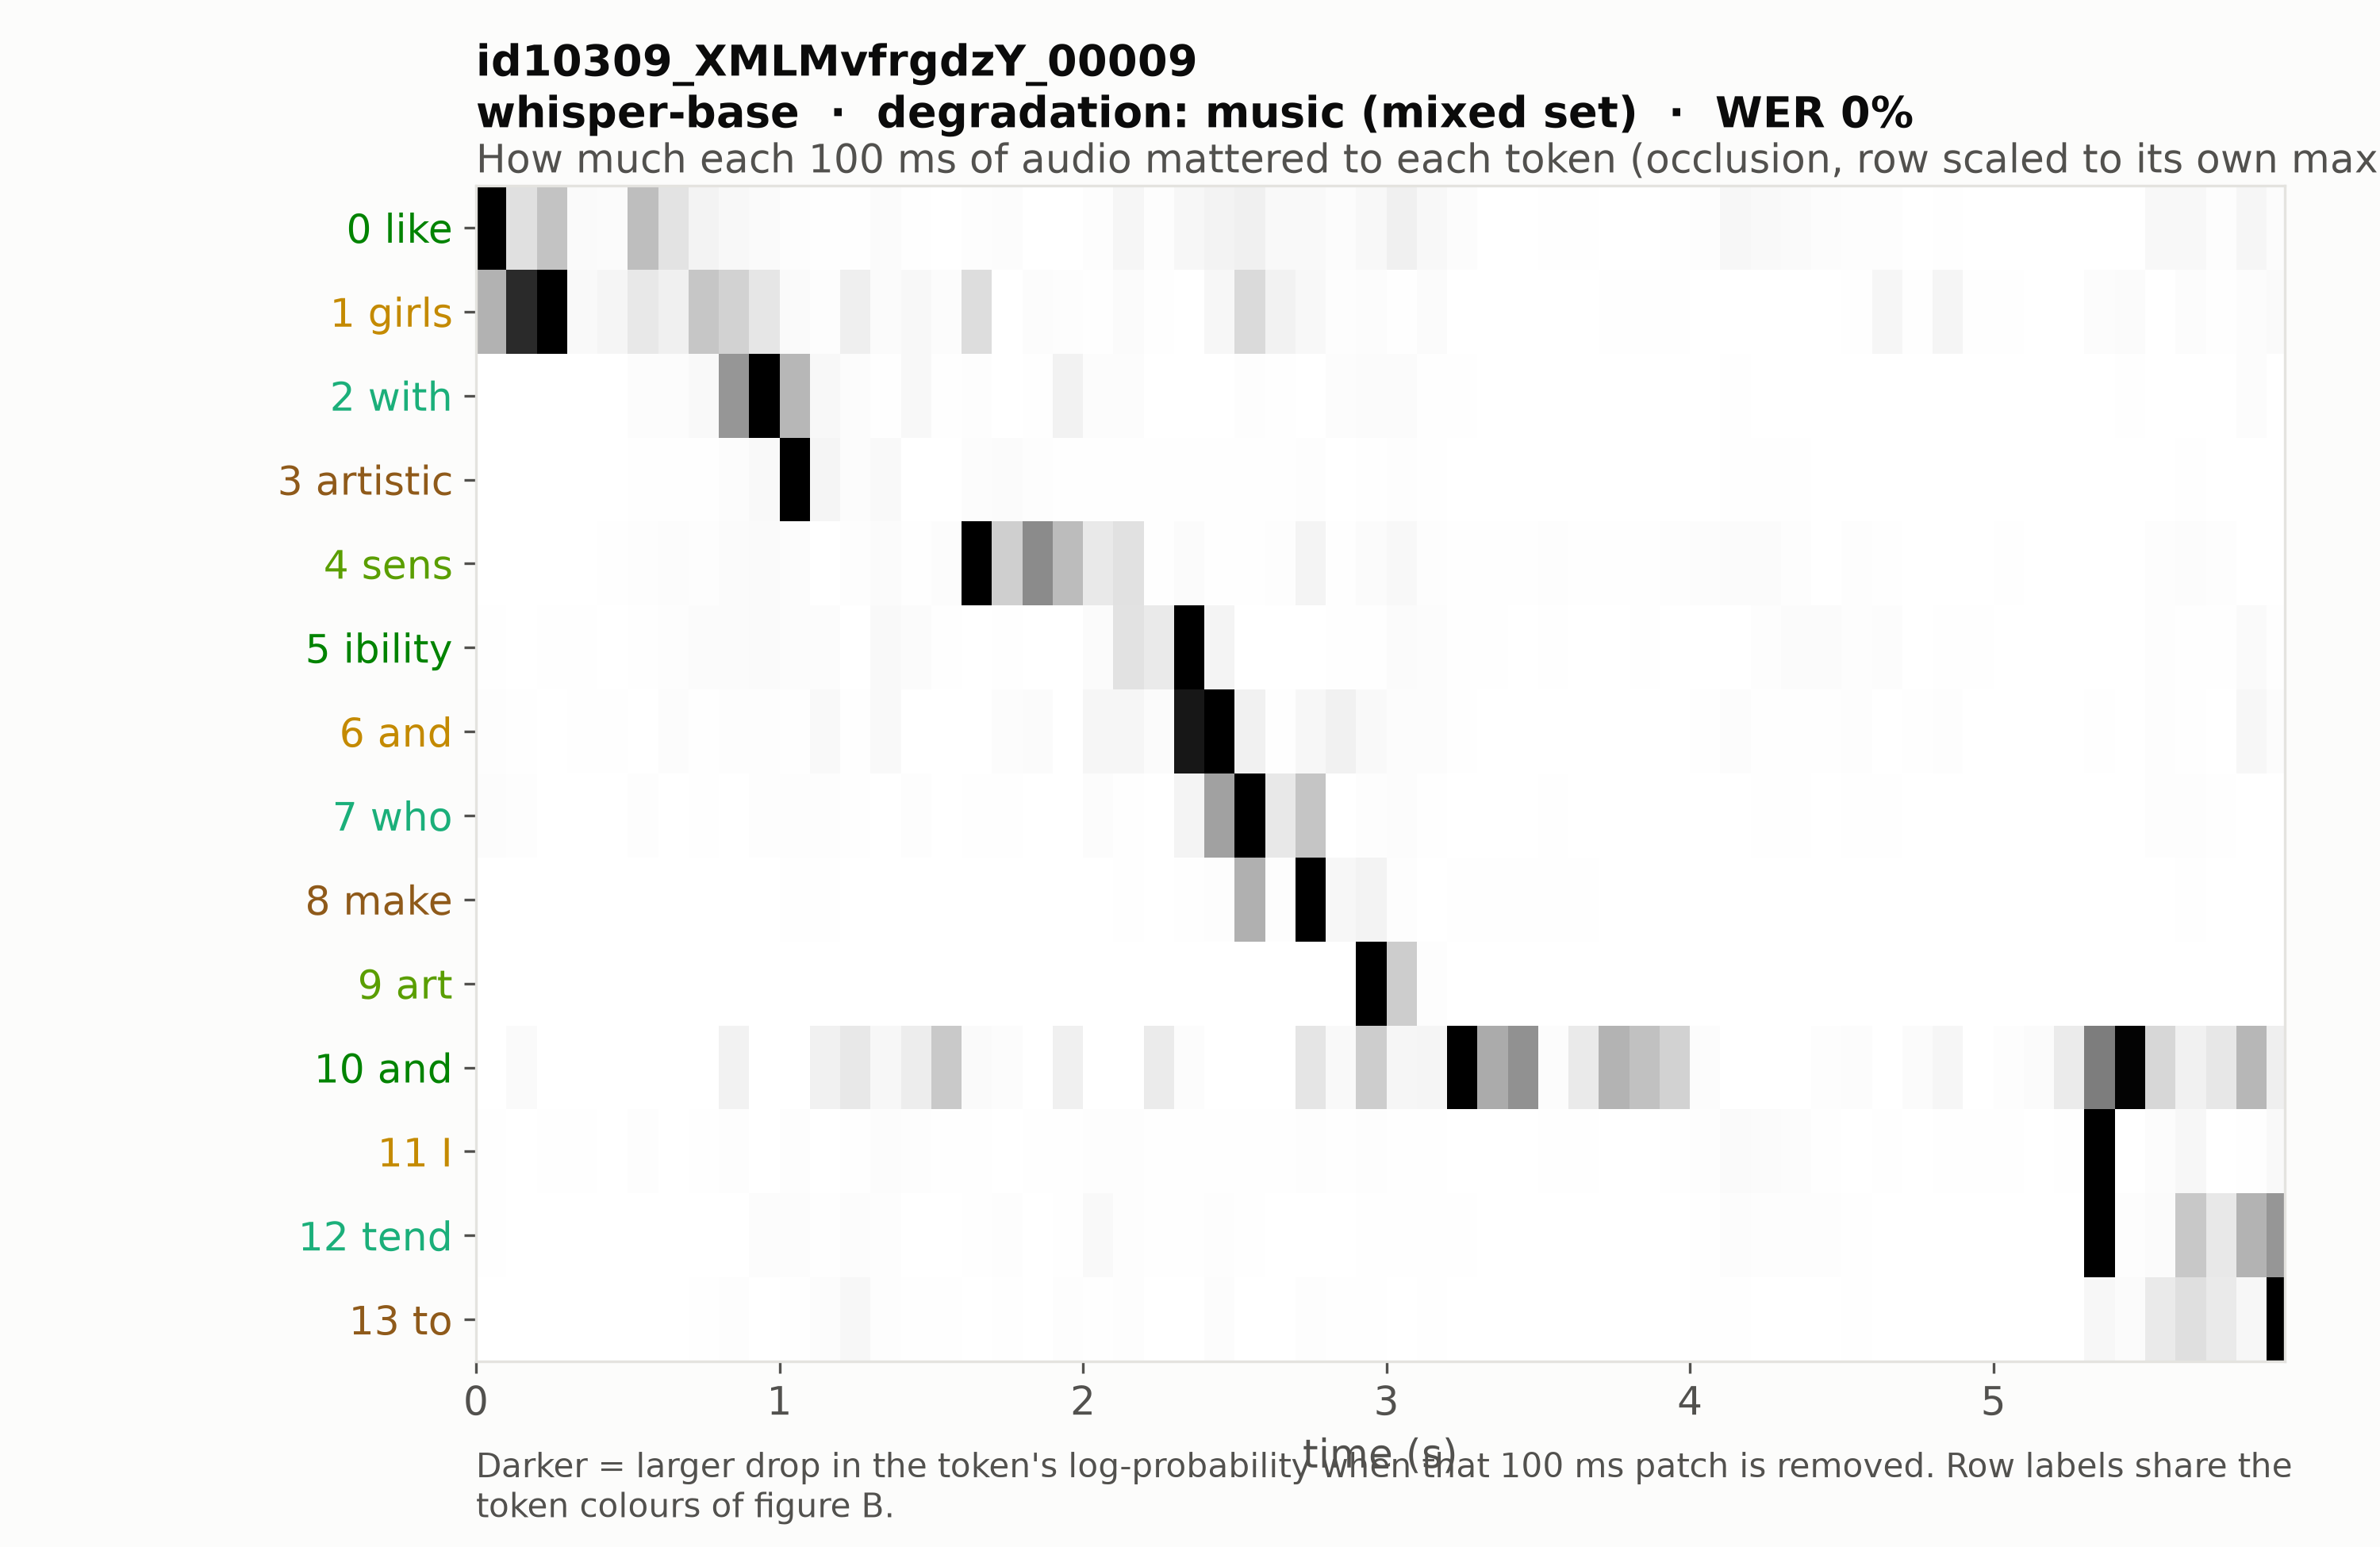 id10309_XMLMvfrgdzY_00009
whisper-base · degradation: music (mixed set) · WER 0%
How much each 100 ms of audio mattered to each token (occlusion, row scaled to its own max
0 like
1 girls
2 with
3 artistic
4 sens
5 ibility
6 and
7 who
8 make
9 art
10 and
11 I
12 tend
13 to
0 1 2 3 4 5
time (s)
Darker = larger drop in the token's log-probability when that 100 ms patch is removed. Row labels share the
token colours of figure B.